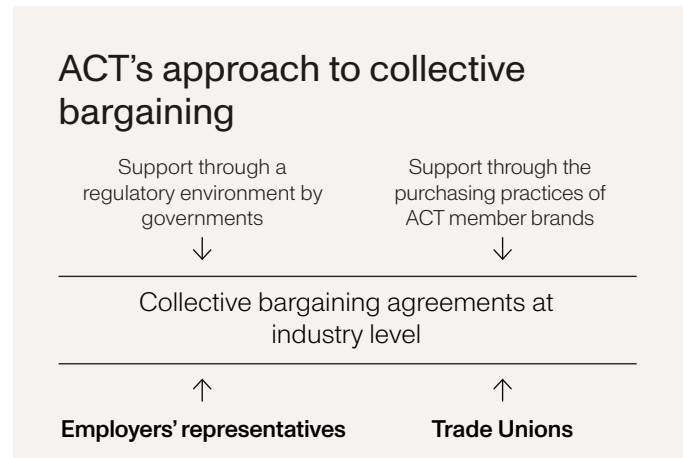 ACT’s approach to collective
bargaining
Support through a
regulatory environment by
governments
Support through the
purchasing practices of
ACT member brands
Collective bargaining agreements at
industry level
Employers’ representatives
Trade Unions